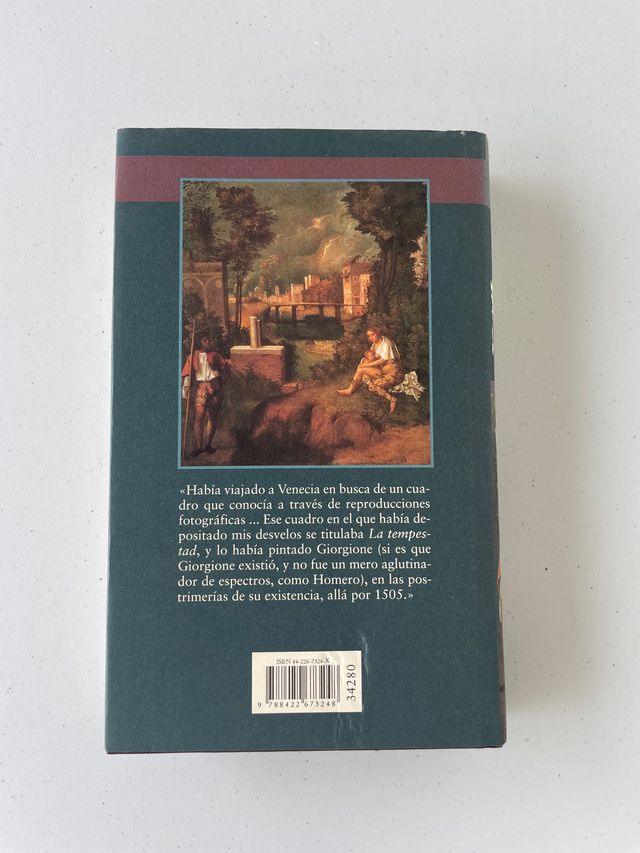 «Había viajado a Venecia en busca de un cua-
dro que conocía a través de reproducciones
fotográficas ... Ese cuadro en el que había de-
positado mis desvelos se titulaba La tempes-
tad, y lo había pintado Giorgione (si es que
Giorgione existió, y no fue un mero aglutina-
dor de espectros, como Homero), en las pos-
trimerías de su existencia, allá por 1505.»
ISBN 84-226-7324-X
34280
9 788422 673248